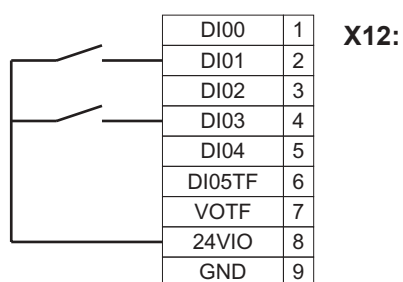 DI00 1 X12:
DI01 2
DI02 3
DI03 4
DI04 5
DI05TF 6
VOTF 7
24VIO 8
GND 9